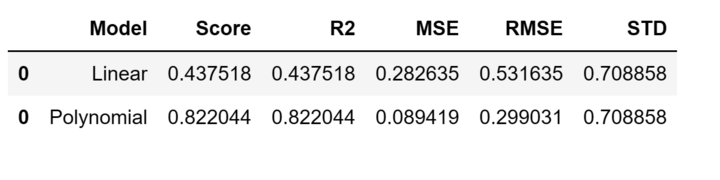 Model Score R2 MSE RMSE STD
0 Linear 0.437518 0.437518 0.282635 0.531635 0.708858
0 Polynomial 0.822044 0.822044 0.089419 0.299031 0.708858